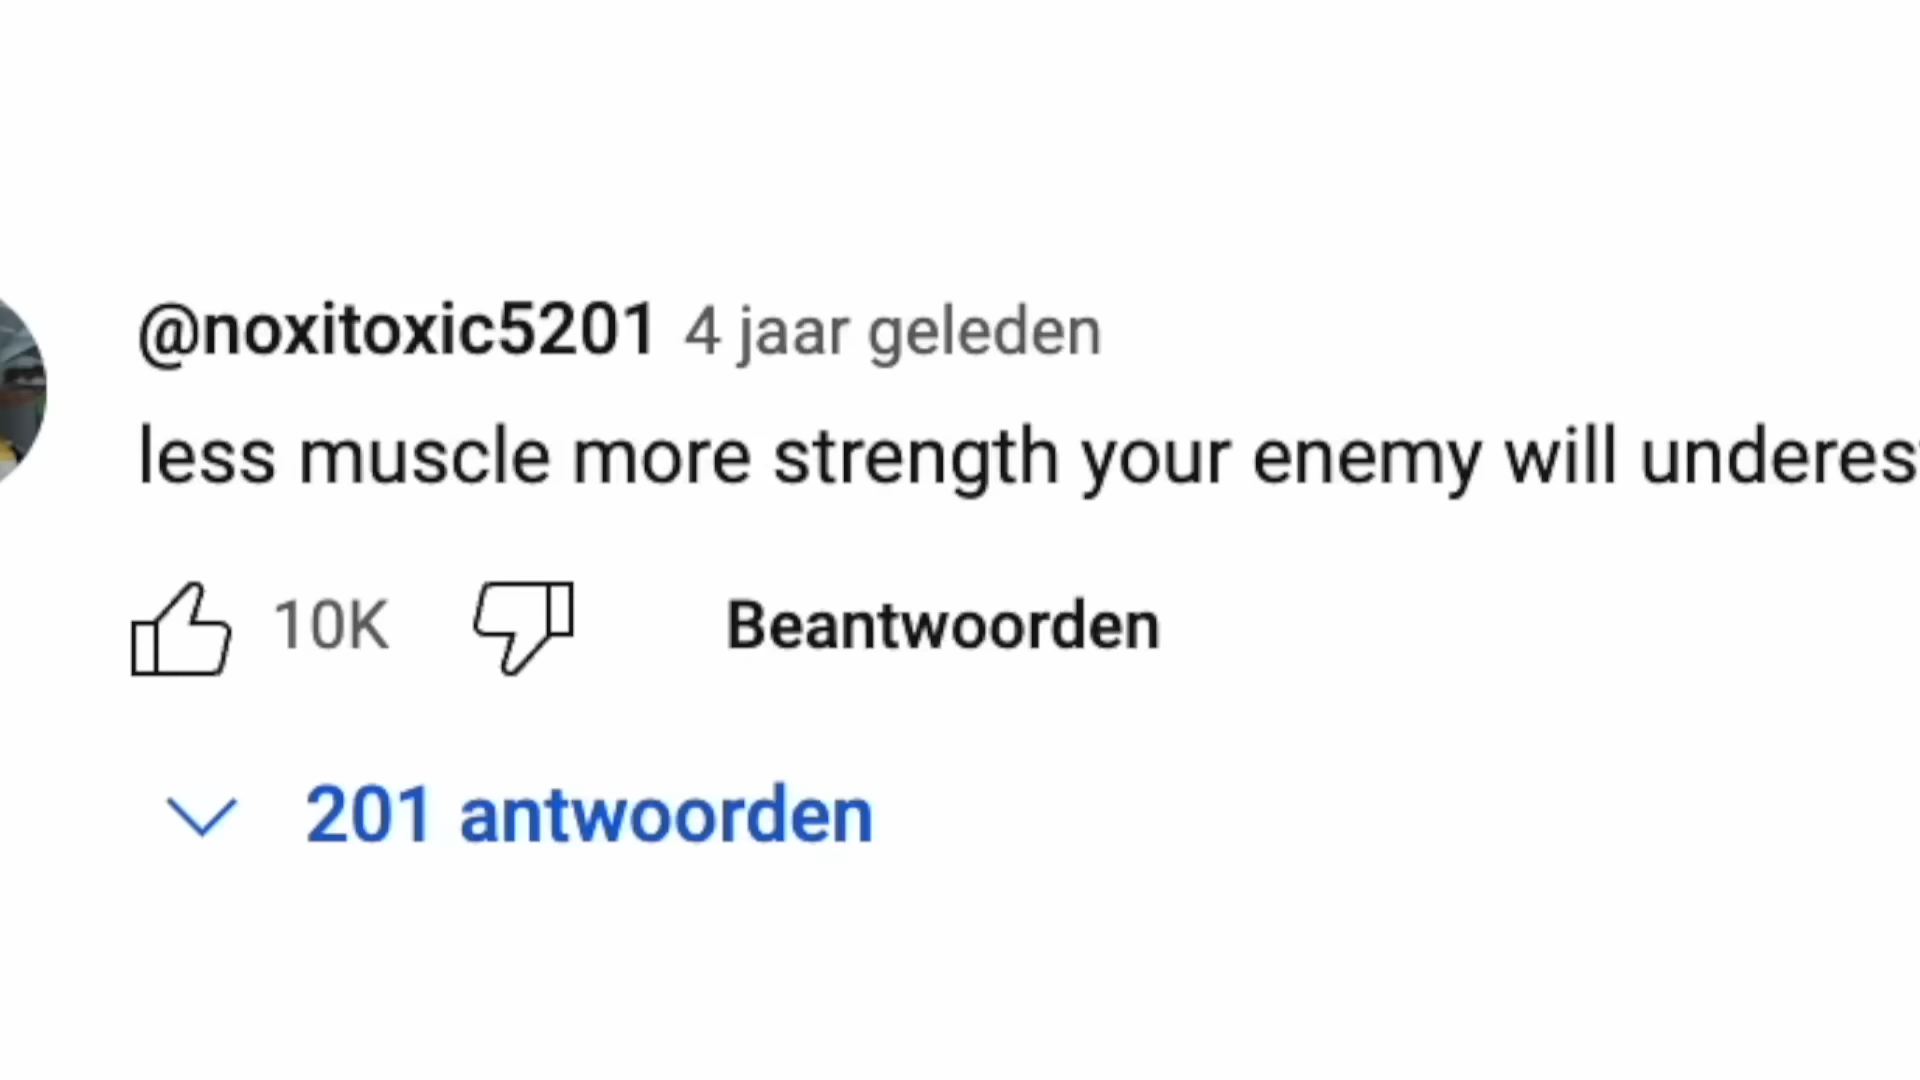 @noxitoxic5201 4 jaar geleden
less muscle more strength your enemy will underes
10K Beantwoorden
201 antwoorden